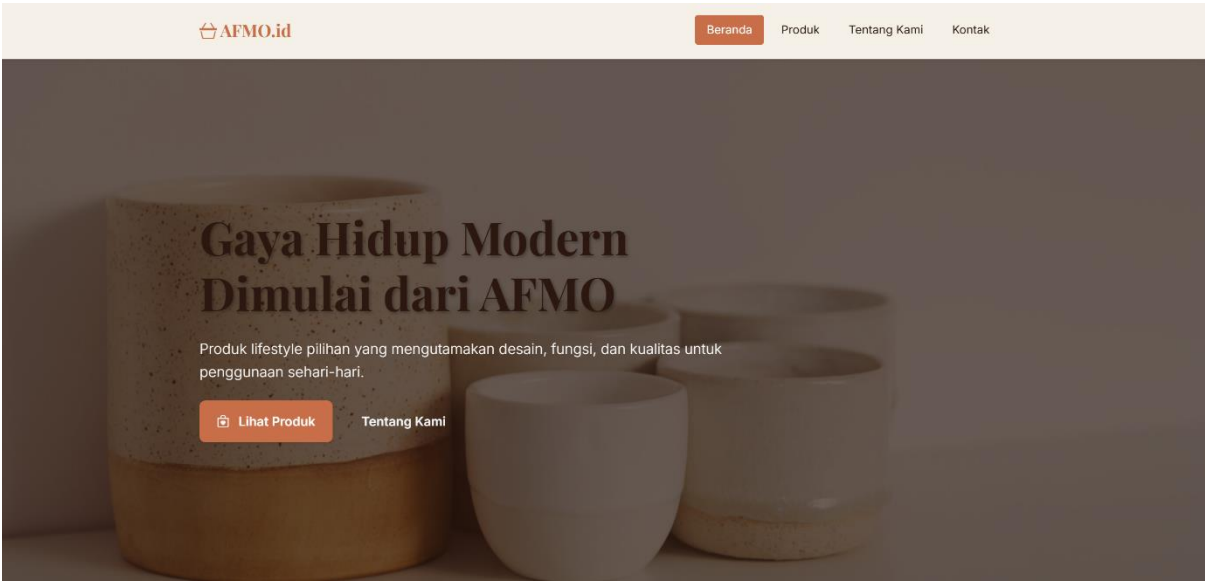 AFMO.id
Beranda Produk Tentang Kami Kontak
Gaya Hidup Modern
Dimulai dari AFMO
Produk lifestyle pilihan yang mengutamakan desain, fungsi, dan kualitas untuk
penggunaan sehari-hari.
Lihat Produk Tentang Kami